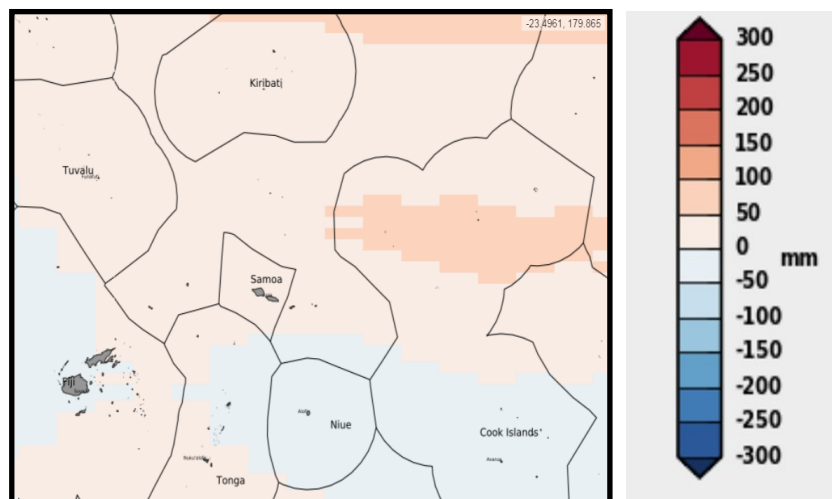 -23.4961, 179.865
Kiribati
Tuvalu
Samoa
Fiji
Niue
Cook Islands
Tonga
300
250
200
150
100
50
0
mm
-50
-100
-150
-200
-250
-300